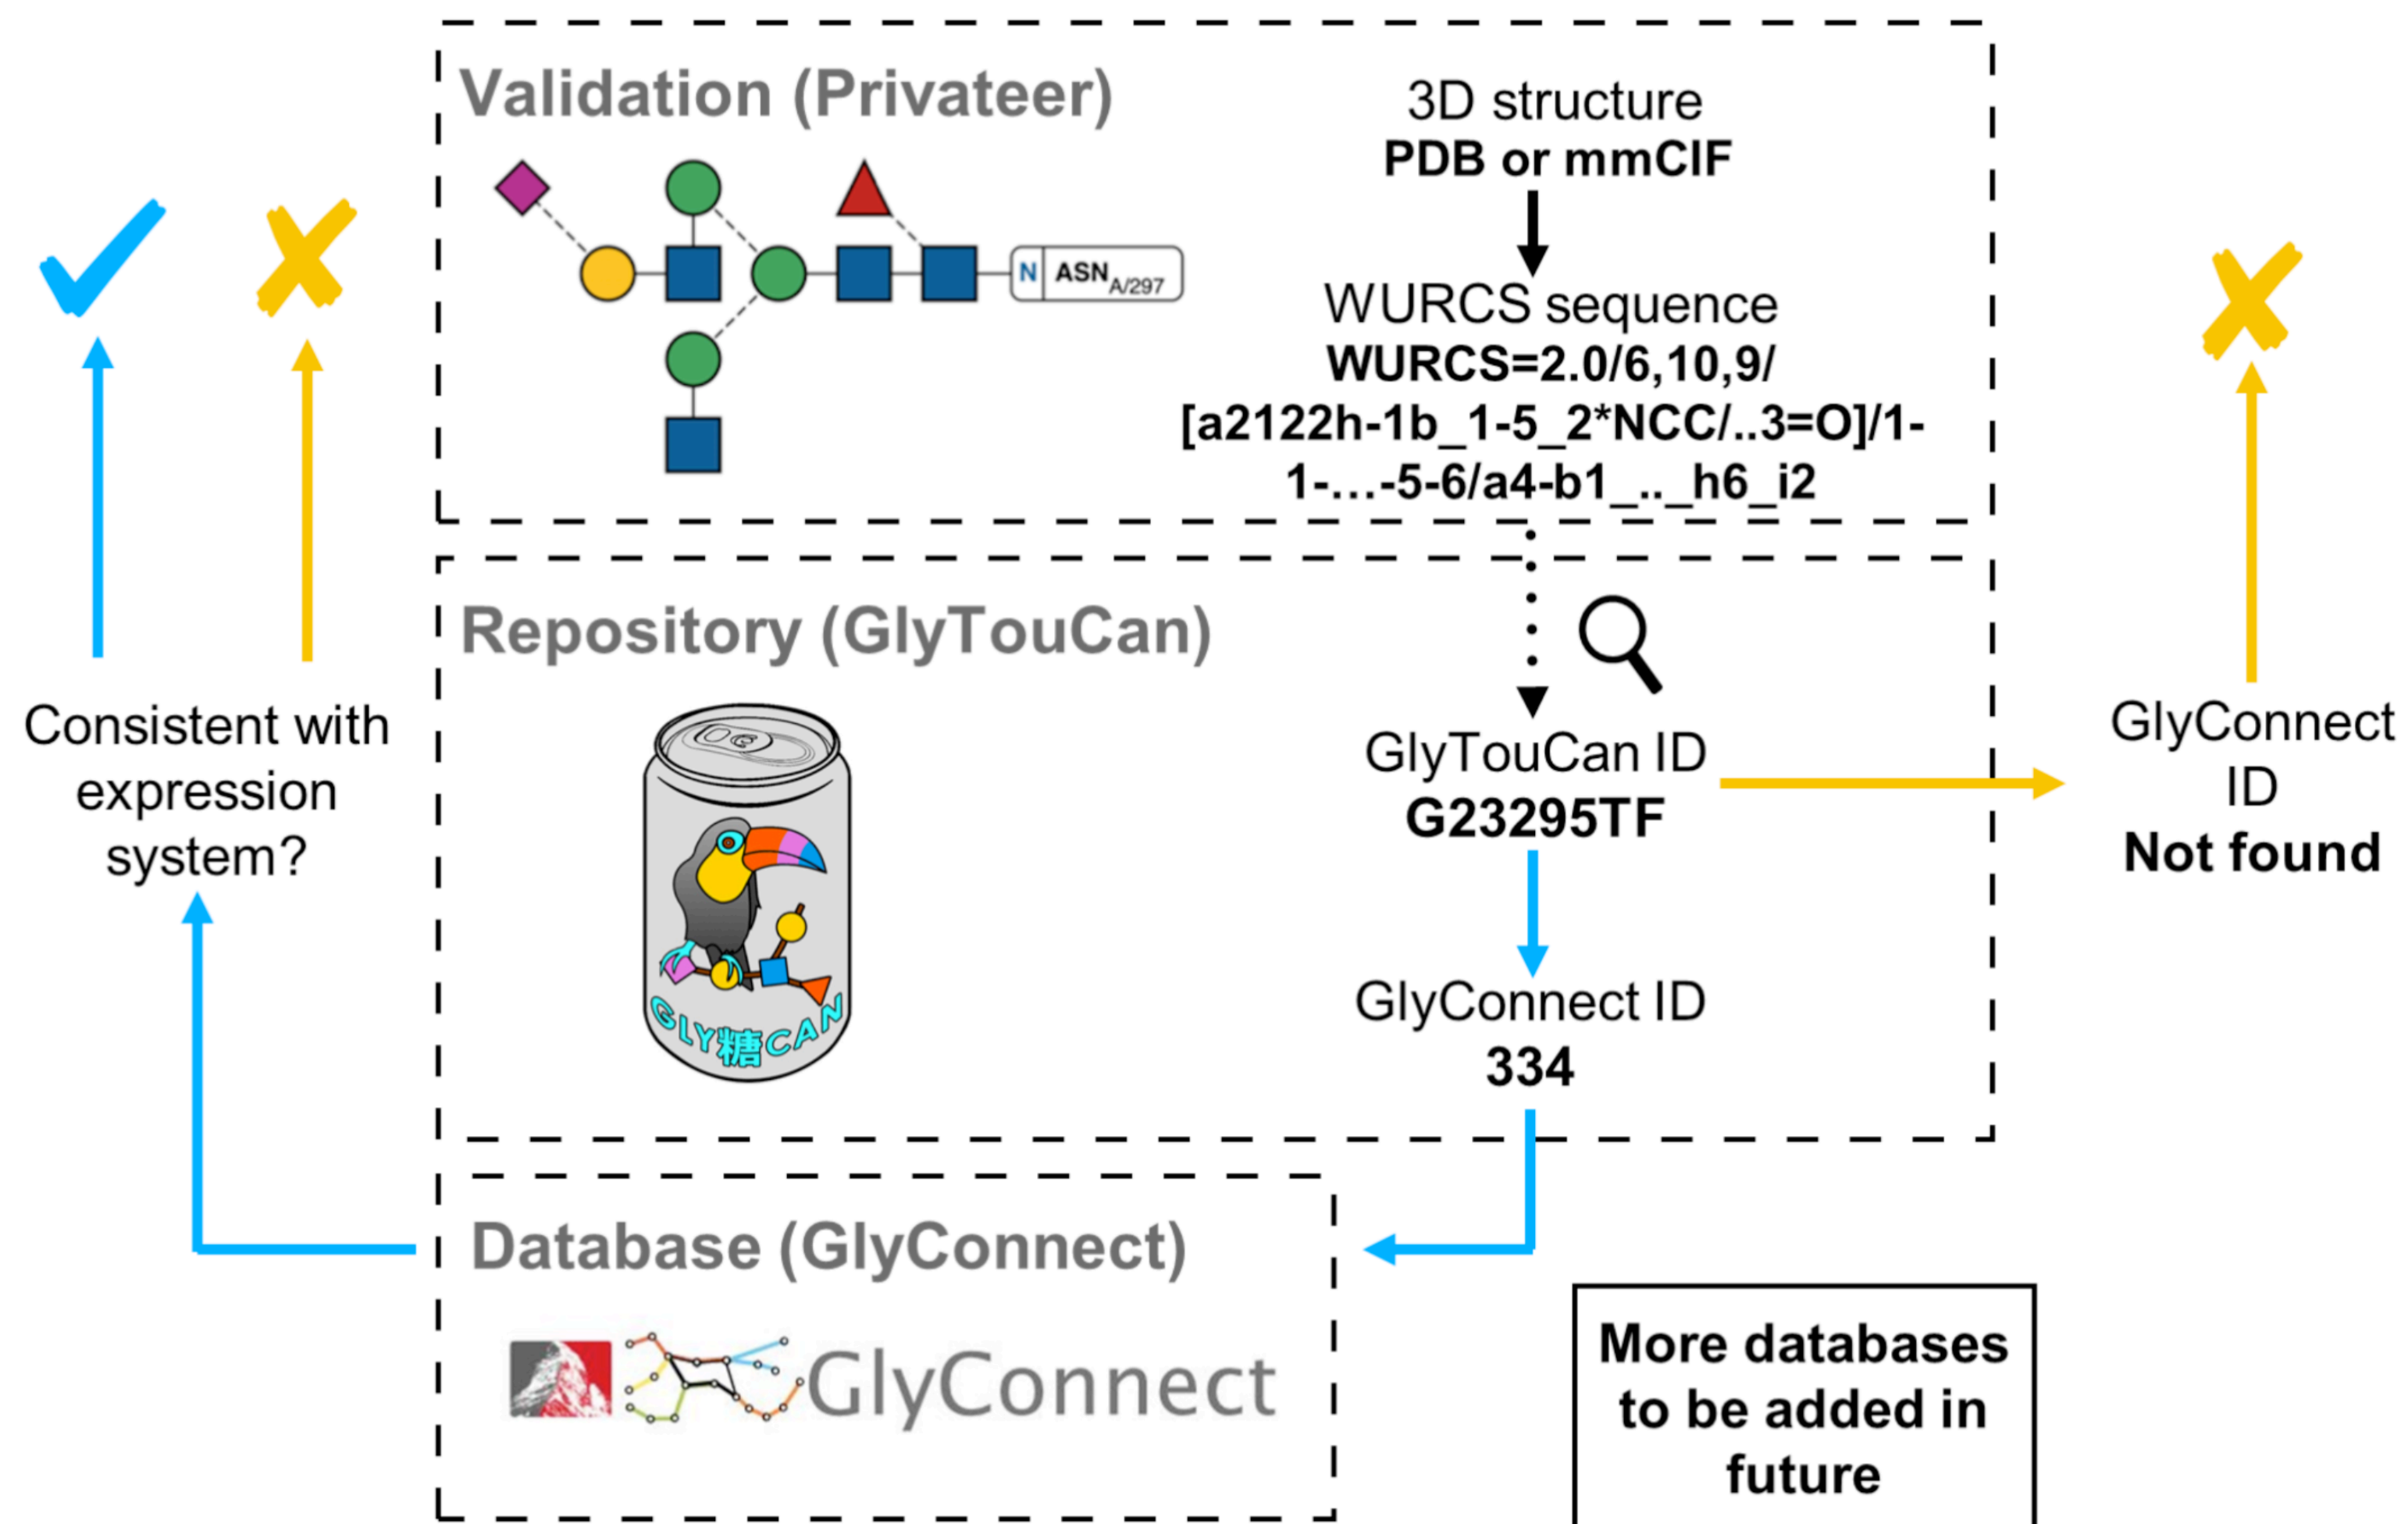 Validation (Privateer)
3D structure
PDB or mmCIF
N ASN A/297
WURCS sequence
WURCS=2.0/6,10,9/
[a2122h-1b_1-5_2*NCC/..3=O]/1-
1-...-5-6/a4-b1_.._h6_i2
Repository (GlyTouCan)
GlyTouCan ID
G23295TF
GlyConnect
ID
Not found
Consistent with
expression
system?
GLY糖CAN
GlyConnect ID
334
Database (GlyConnect)
GlyConnect
More databases
to be added in
future